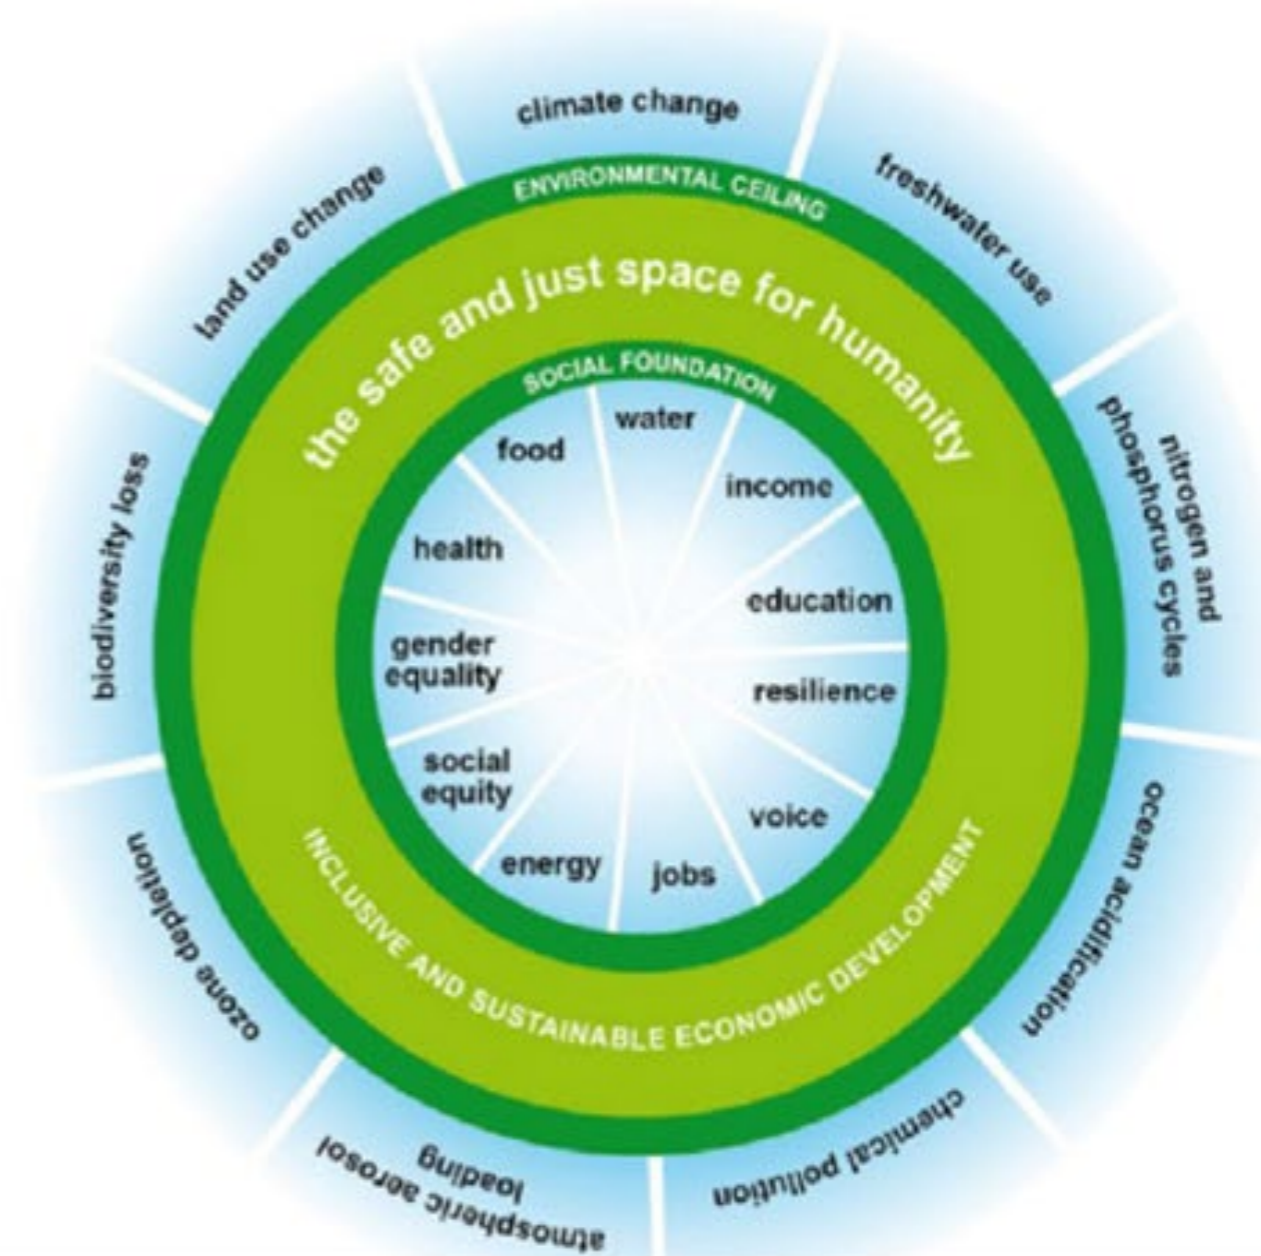 climate change
freshwater use
nitrogen and
phosphorus cycles
ocean acidification
chemical pollution
atmospheric aerosol
loading
ozone depletion
biodiversity loss
land use change
ENVIRONMENTAL CEILING
the safe and just space for humanity
SOCIAL FOUNDATION
water
income
education
resilience
voice
jobs
energy
social
equity
gender
equality
health
food
INCLUSIVE AND SUSTAINABLE ECONOMIC DEVELOPMENT